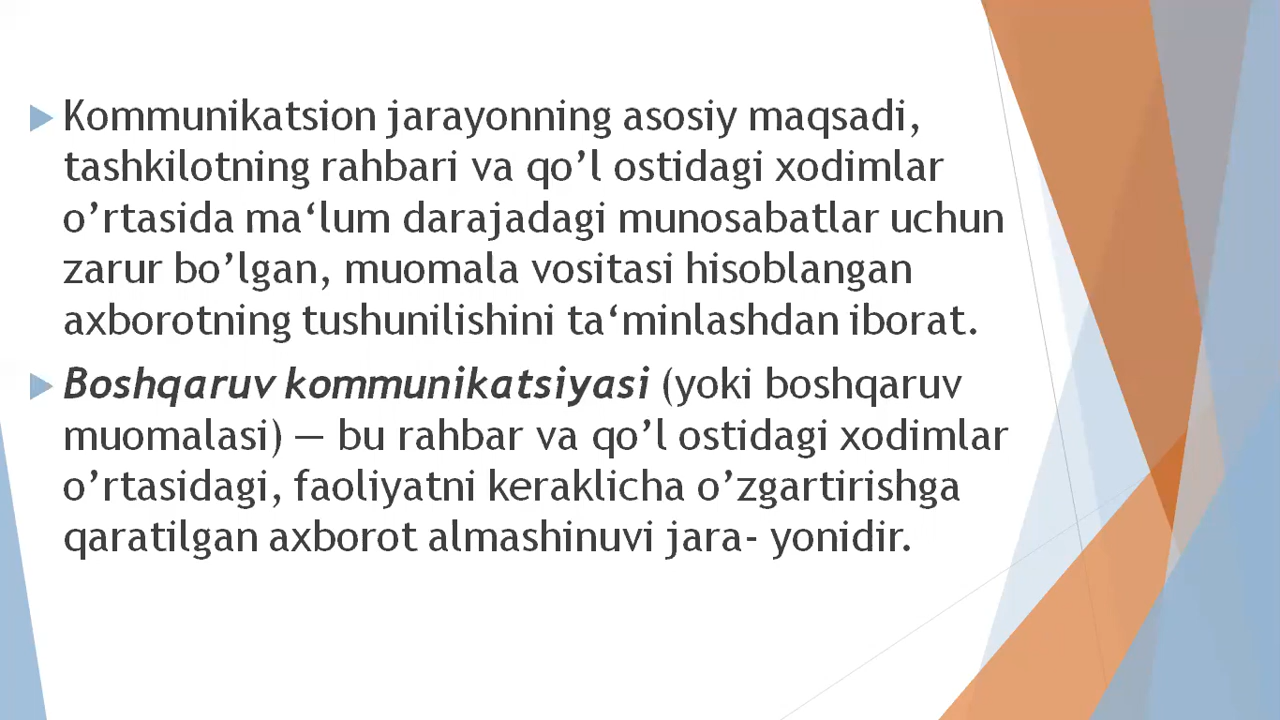 Kommunikatsion jarayonning asosiy maqsadi,
tashkilotning rahbari va qo’l ostidagi xodimlar
o’rtasida ma‘lum darajadagi munosabatlar uchun
zarur bo’lgan, muomala vositasi hisoblangan
axborotning tushunilishini ta‘minlashdan iborat.
Boshqaruv kommunikatsiyasi (yoki boshqaruv
muomalasi) — bu rahbar va qo’l ostidagi xodimlar
o’rtasidagi, faoliyatni keraklicha o’zgartirishga
qaratilgan axborot almashinuvi jara- yonidir.